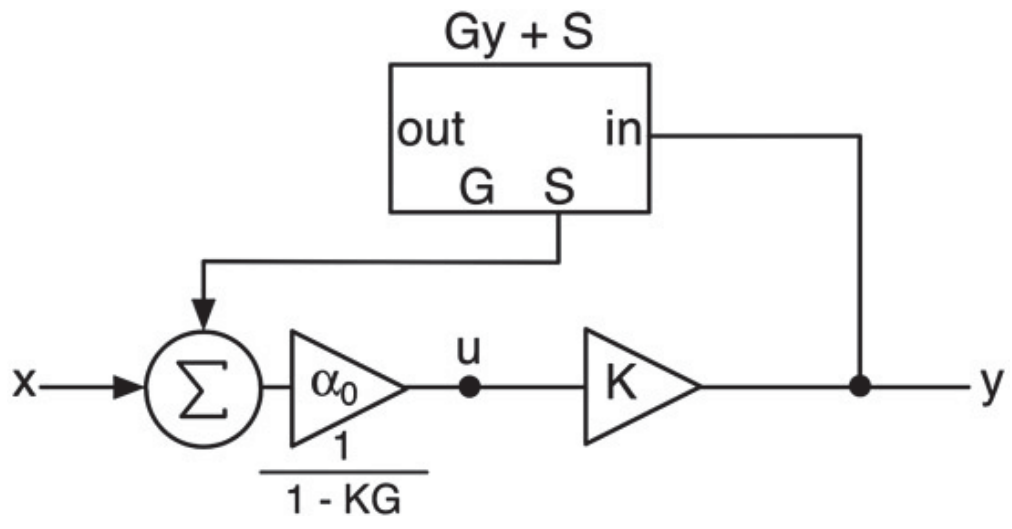 Gy + S
out in
G S
u
x Σ α₀ K y
1
1 - KG